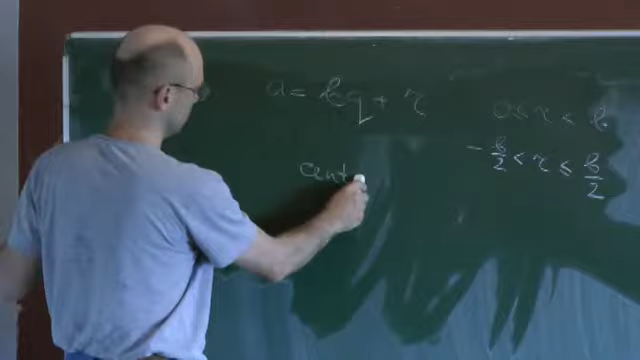 a = bq + r
0 ≤ r < b
- b/2 < r ≤ b/2
cent